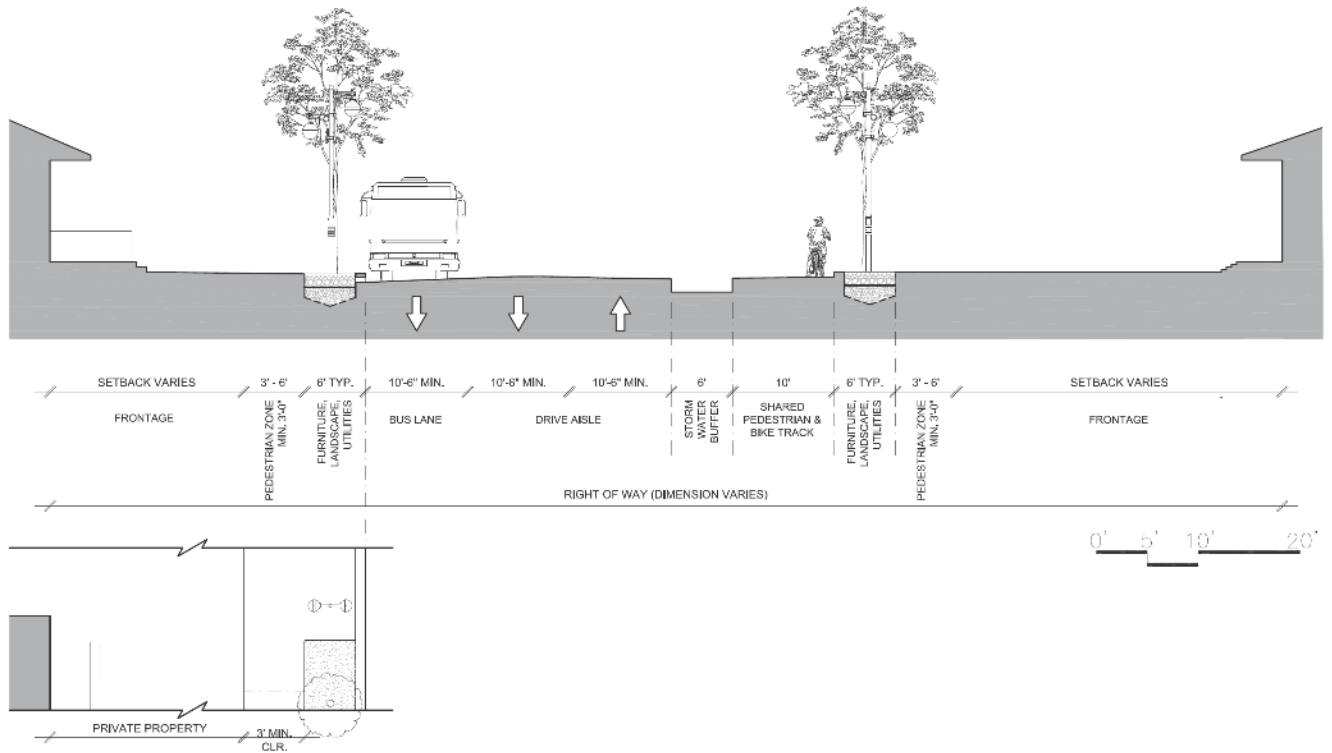 SETBACK VARIES
3' - 6'
6' TYP.
10'-6" MIN.
10'-6" MIN.
10'-6" MIN.
6'
10'
6' TYP.
3' - 6'
SETBACK VARIES
FRONTAGE
PEDESTRIAN ZONE
MIN. 3'-0"
FURNITURE,
LANDSCAPE,
UTILITIES
BUS LANE
DRIVE AISLE
STORM
WATER
BUFFER
SHARED
PEDESTRIAN &
BIKE TRACK
FURNITURE,
LANDSCAPE,
UTILITIES
PEDESTRIAN ZONE
MIN. 3'-0"
FRONTAGE
RIGHT OF WAY (DIMENSION VARIES)
0' 5' 10' 20'
PRIVATE PROPERTY
3' MIN.
CLR.